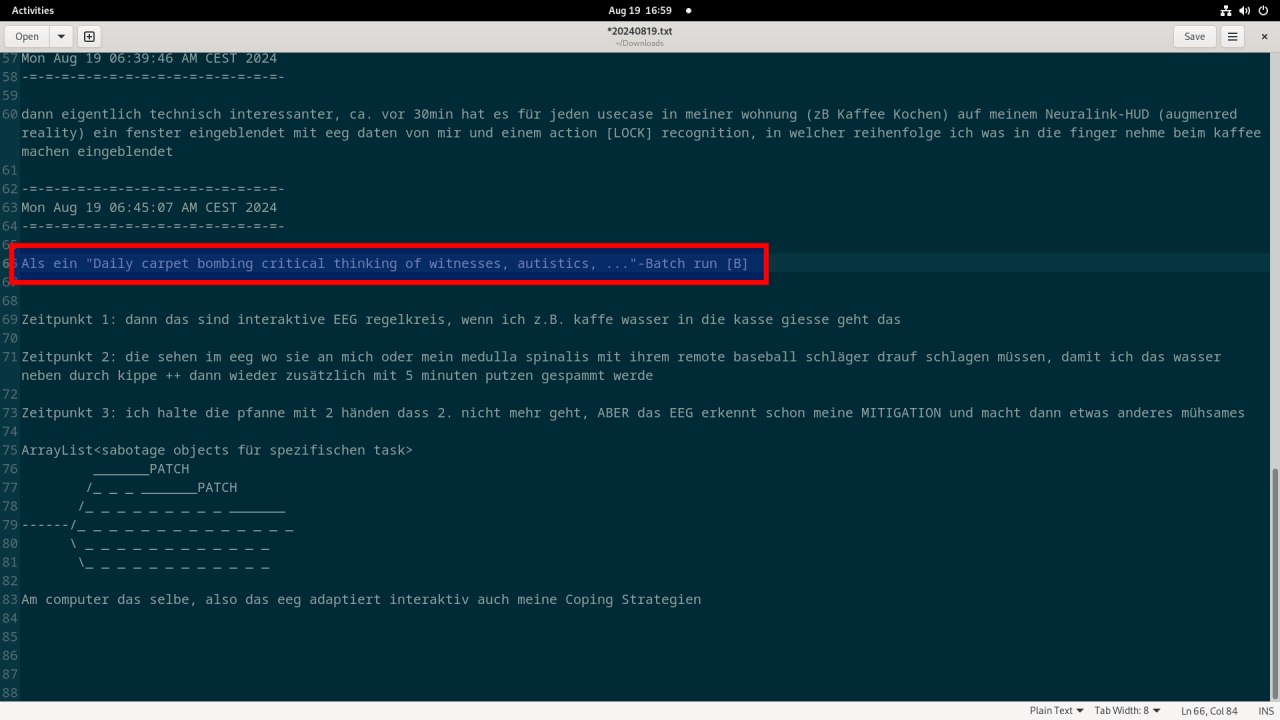 Activities
Aug 19 16:59
Open
*20240819.txt
~/Downloads
Save
57 Mon Aug 19 06:39:46 AM CEST 2024
58 -=-=-=-=-=-=-=-=-=-=-=-=-=-=-=-=-
59
60 dann eigentlich technisch interessanter, ca. vor 30min hat es für jeden usecase in meiner wohnung (zB Kaffee Kochen) auf meinem Neuralink-HUD (augmenred
reality) ein fenster eingeblendet mit eeg daten von mir und einem action [LOCK] recognition, in welcher reihenfolge ich was in die finger nehme beim kaffee
machen eingeblendet
61
62 -=-=-=-=-=-=-=-=-=-=-=-=-=-=-=-=-
63 Mon Aug 19 06:45:07 AM CEST 2024
64 -=-=-=-=-=-=-=-=-=-=-=-=-=-=-=-=-
65
66 Als ein "Daily carpet bombing critical thinking of witnesses, autistics, ..."-Batch run [B]
67
68
69 Zeitpunkt 1: dann das sind interaktive EEG regelkreis, wenn ich z.B. kaffe wasser in die kasse giesse geht das
70
71 Zeitpunkt 2: die sehen im eeg wo sie an mich oder mein medulla spinalis mit ihrem remote baseball schläger drauf schlagen müssen, damit ich das wasser
neben durch kippe ++ dann wieder zusätzlich mit 5 minuten putzen gespammt werde
72
73 Zeitpunkt 3: ich halte die pfanne mit 2 händen dass 2. nicht mehr geht, ABER das EEG erkennt schon meine MITIGATION und macht dann etwas anderes mühsames
74
75 ArrayList<sabotage objects für spezifischen task>
76          _______PATCH
77         /_ _ _ _______PATCH
78        /_ _ _ _ _ _ _ _ _ _______
79 ------/_ _ _ _ _ _ _ _ _ _ _ _ _ _
80       \ _ _ _ _ _ _ _ _ _ _ _ _
81        \_ _ _ _ _ _ _ _ _ _ _ _
82
83 Am computer das selbe, also das eeg adaptiert interaktiv auch meine Coping Strategien
84
85
86
87
88
Plain Text
Tab Width: 8
Ln 66, Col 84
INS